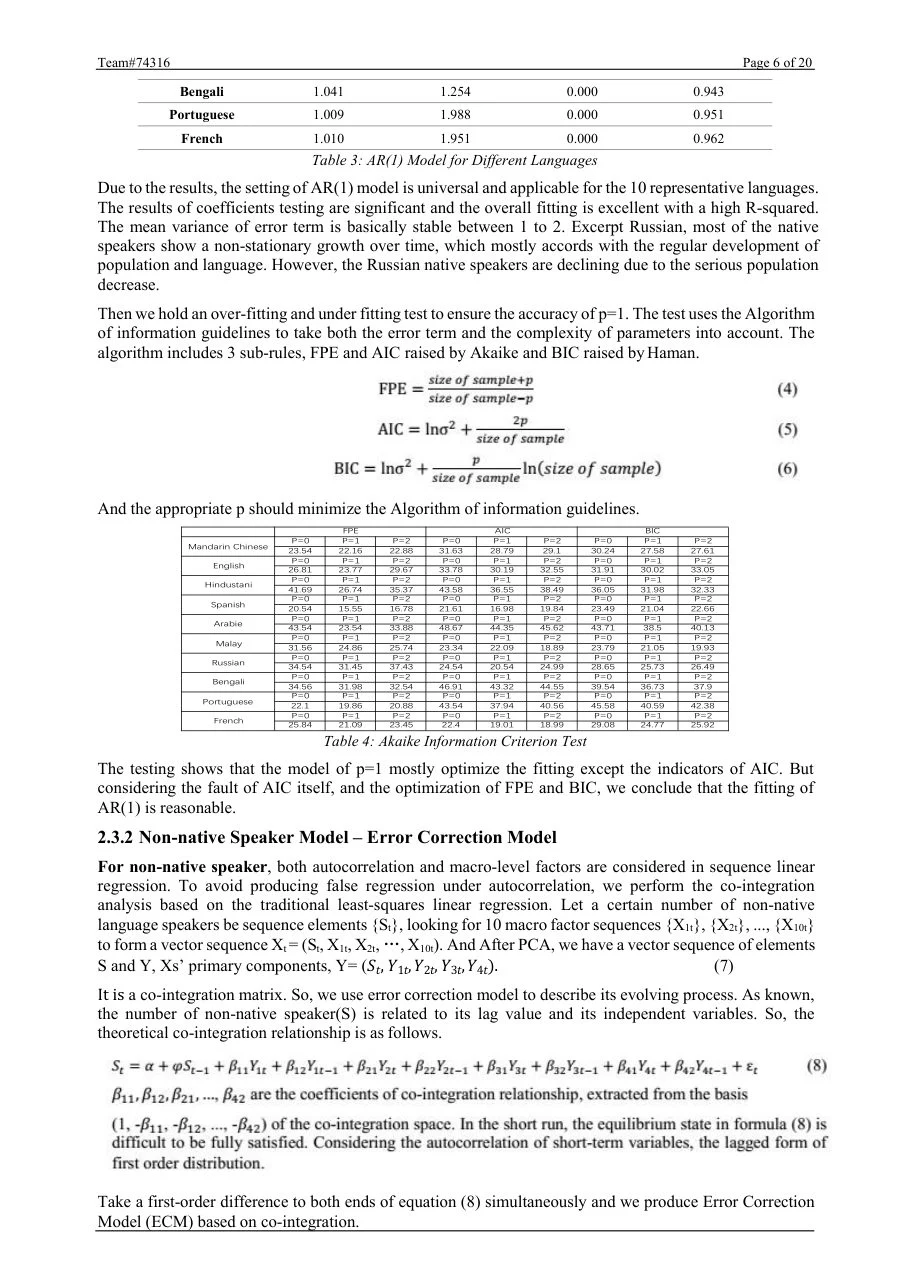 Team#74316 Page 6 of 20
Bengali 1.041 1.254 0.000 0.943
Portuguese 1.009 1.988 0.000 0.951
French 1.010 1.951 0.000 0.962
Table 3: AR(1) Model for Different Languages
Due to the results, the setting of AR(1) model is universal and applicable for the 10 representative languages.
The results of coefficients testing are significant and the overall fitting is excellent with a high R-squared.
The mean variance of error term is basically stable between 1 to 2. Excerpt Russian, most of the native
speakers show a non-stationary growth over time, which mostly accords with the regular development of
population and language. However, the Russian native speakers are declining due to the serious population
decrease.
Then we hold an over-fitting and under fitting test to ensure the accuracy of p=1. The test uses the Algorithm
of information guidelines to take both the error term and the complexity of parameters into account. The
algorithm includes 3 sub-rules, FPE and AIC raised by Akaike and BIC raised by Haman.
FPE = size of sample+p / size of sample−p (4)
AIC = lnσ² + 2p / size of sample (5)
BIC = lnσ² + p / size of sample ln(size of sample) (6)
And the appropriate p should minimize the Algorithm of information guidelines.
FPE AIC BIC
Mandarin Chinese P=0 P=1 P=2 P=0 P=1 P=2 P=0 P=1 P=2
23.54 22.16 22.88 31.63 28.79 29.1 30.24 27.58 27.61
English P=0 P=1 P=2 P=0 P=1 P=2 P=0 P=1 P=2
26.81 23.77 29.67 33.78 30.19 32.55 31.91 30.02 33.05
Hindustani P=0 P=1 P=2 P=0 P=1 P=2 P=0 P=1 P=2
41.69 26.74 35.37 43.58 36.55 38.49 36.05 31.98 32.33
Spanish P=0 P=1 P=2 P=0 P=1 P=2 P=0 P=1 P=2
20.54 15.55 16.78 21.61 16.98 19.84 23.49 21.04 22.66
Arabie P=0 P=1 P=2 P=0 P=1 P=2 P=0 P=1 P=2
43.54 23.54 33.88 48.67 44.35 45.62 43.71 38.5 40.13
Malay P=0 P=1 P=2 P=0 P=1 P=2 P=0 P=1 P=2
31.56 24.86 25.74 23.34 22.09 18.89 23.79 21.05 19.93
Russian P=0 P=1 P=2 P=0 P=1 P=2 P=0 P=1 P=2
34.54 31.45 37.43 24.54 20.54 24.99 28.65 25.73 26.49
Bengali P=0 P=1 P=2 P=0 P=1 P=2 P=0 P=1 P=2
34.56 31.98 32.54 46.91 43.32 44.55 39.54 36.73 37.9
Portuguese P=0 P=1 P=2 P=0 P=1 P=2 P=0 P=1 P=2
22.1 19.86 20.88 43.54 37.94 40.56 45.58 40.59 42.38
French P=0 P=1 P=2 P=0 P=1 P=2 P=0 P=1 P=2
25.84 21.09 23.45 22.4 19.01 18.99 29.08 24.77 25.92
Table 4: Akaike Information Criterion Test
The testing shows that the model of p=1 mostly optimize the fitting except the indicators of AIC. But
considering the fault of AIC itself, and the optimization of FPE and BIC, we conclude that the fitting of
AR(1) is reasonable.
2.3.2 Non-native Speaker Model – Error Correction Model
For non-native speaker, both autocorrelation and macro-level factors are considered in sequence linear
regression. To avoid producing false regression under autocorrelation, we perform the co-integration
analysis based on the traditional least-squares linear regression. Let a certain number of non-native
language speakers be sequence elements {St}, looking for 10 macro factor sequences {X1t}, {X2t}, ..., {X10t}
to form a vector sequence Xt = (St, X1t, X2t, ···, X10t). And After PCA, we have a vector sequence of elements
S and Y, Xs' primary components, Y= (St, Y1t, Y2t, Y3t, Y4t). (7)
It is a co-integration matrix. So, we use error correction model to describe its evolving process. As known,
the number of non-native speaker(S) is related to its lag value and its independent variables. So, the
theoretical co-integration relationship is as follows.
St = α + φSt−1 + β11Y1t + β12Y1t−1 + β21Y2t + β22Y2t−1 + β31Y3t + β32Y3t−1 + β41Y4t + β42Y4t−1 + εt (8)
β11, β12, β21, ..., β42 are the coefficients of co-integration relationship, extracted from the basis
(1, -β11, -β12, ..., -β42) of the co-integration space. In the short run, the equilibrium state in formula (8) is
difficult to be fully satisfied. Considering the autocorrelation of short-term variables, the lagged form of
first order distribution.
Take a first-order difference to both ends of equation (8) simultaneously and we produce Error Correction
Model (ECM) based on co-integration.